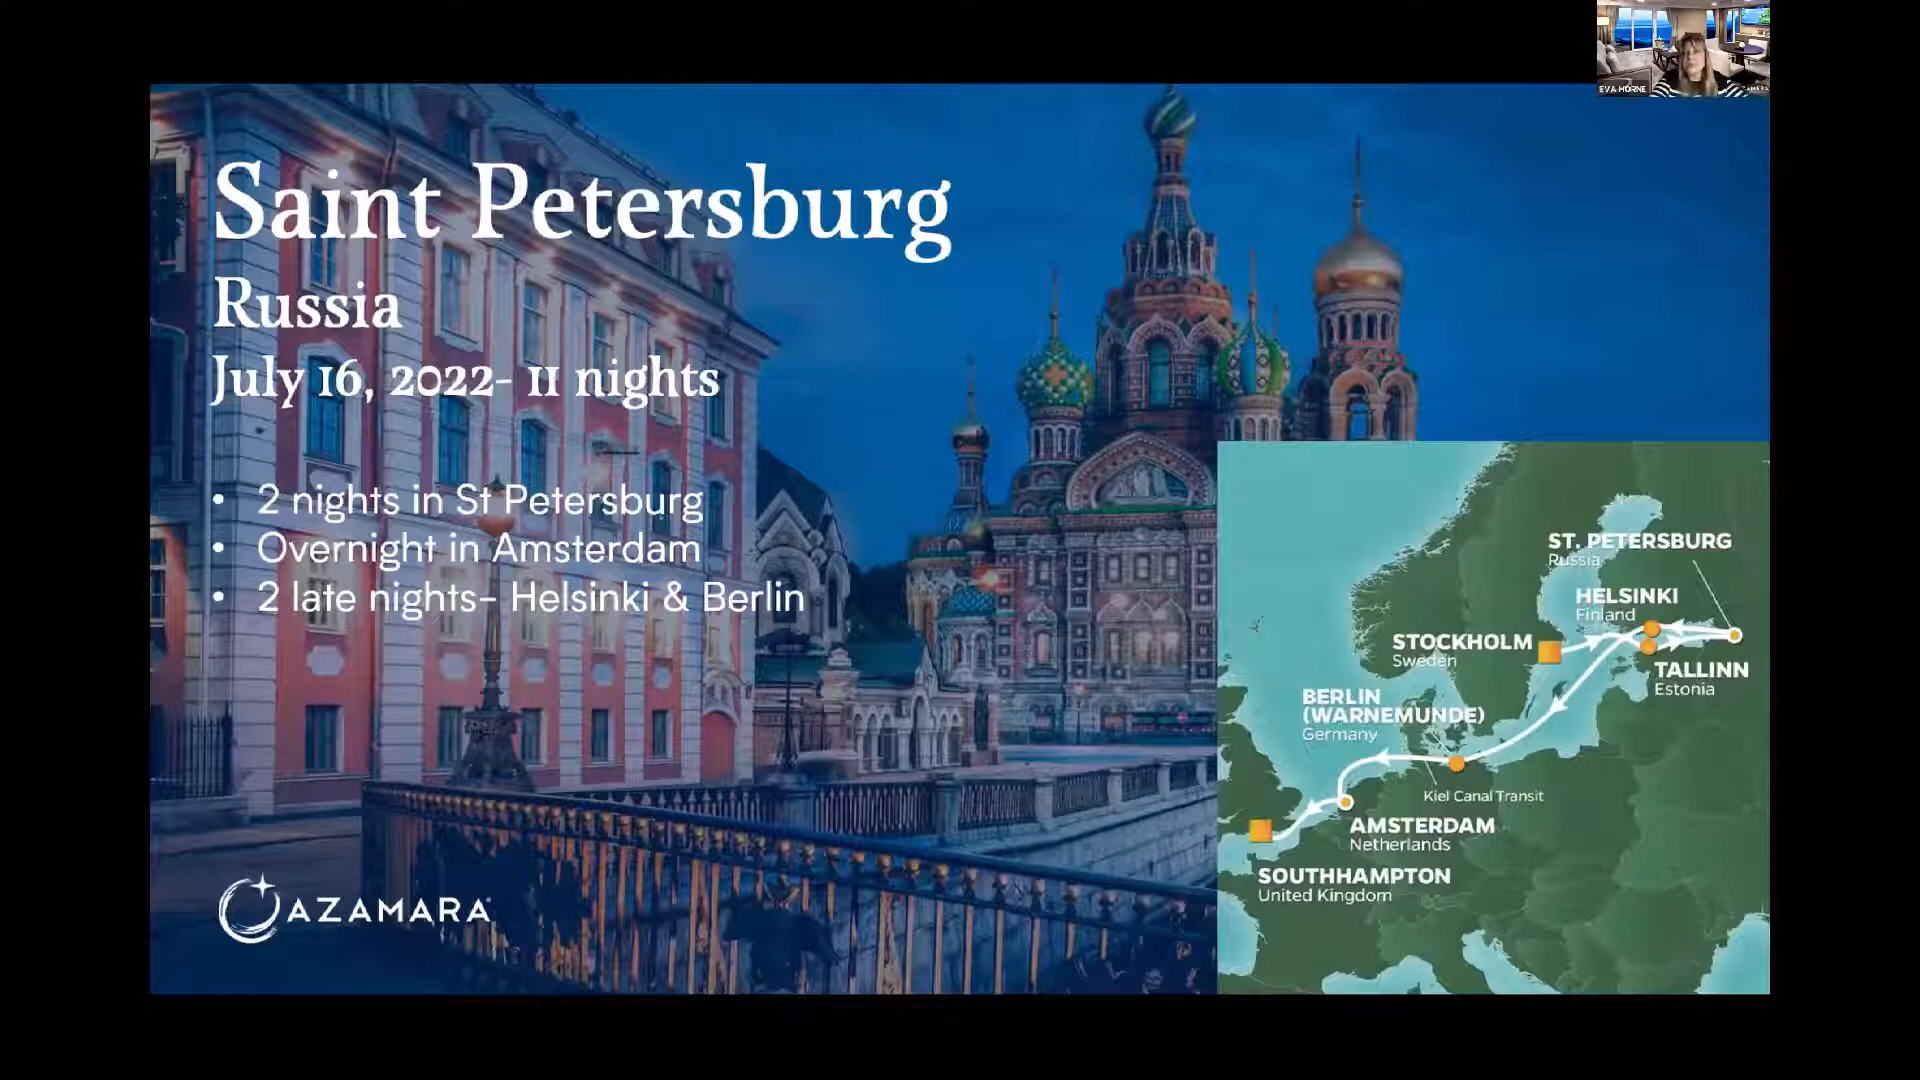 EVA HORNE
Saint Petersburg
Russia
July 16, 2022- 11 nights
• 2 nights in St Petersburg
• Overnight in Amsterdam
• 2 late nights- Helsinki & Berlin
ST. PETERSBURG
Russia
HELSINKI
Finland
STOCKHOLM
Sweden
TALLINN
Estonia
BERLIN
(WARNEMUNDE)
Germany
Kiel Canal Transit
AMSTERDAM
Netherlands
SOUTHHAMPTON
United Kingdom
AZAMARA